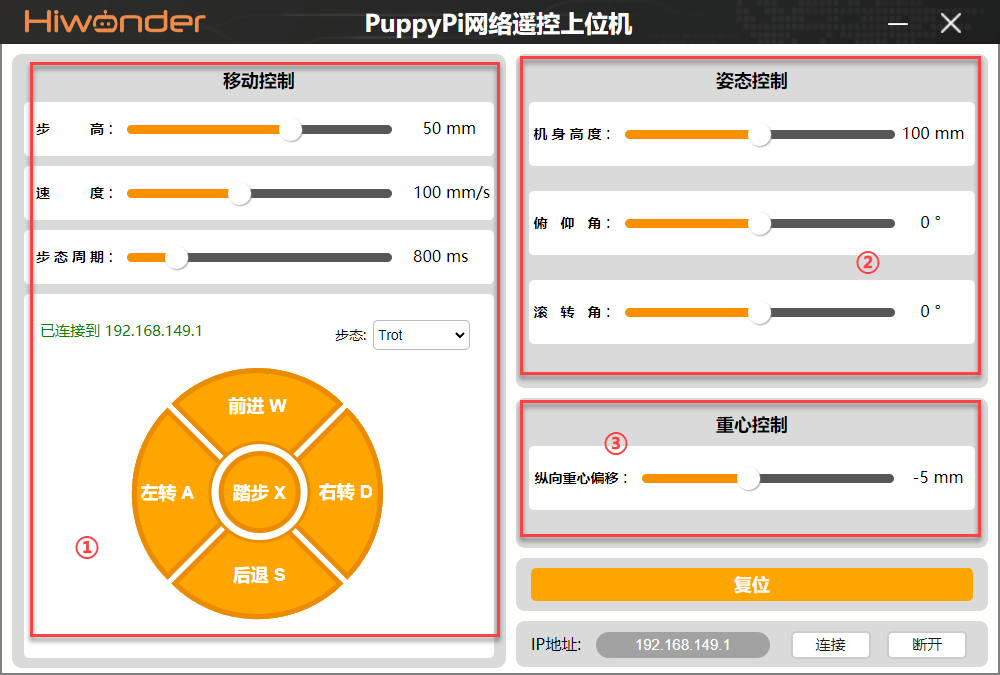 Hiwonder
PuppyPi网络遥控上位机
移动控制
步高： 50 mm
速度： 100 mm/s
步态周期： 800 ms
已连接到 192.168.149.1
步态: Trot
前进 W
左转 A
踏步 X
右转 D
后退 S
①
姿态控制
机身高度： 100 mm
俯仰角： 0 °
②
滚转角： 0 °
重心控制
③
纵向重心偏移： -5 mm
复位
IP地址: 192.168.149.1 连接 断开